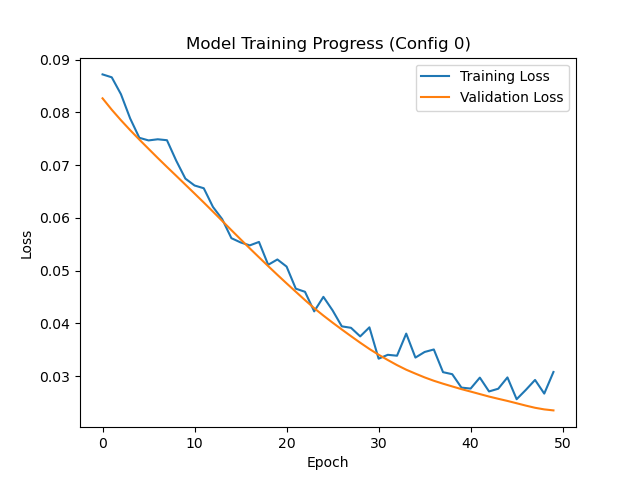 Model Training Progress (Config 0)
Training Loss
Validation Loss
0.09
0.08
0.07
0.06
0.05
0.04
0.03
Loss
0
10
20
30
40
50
Epoch